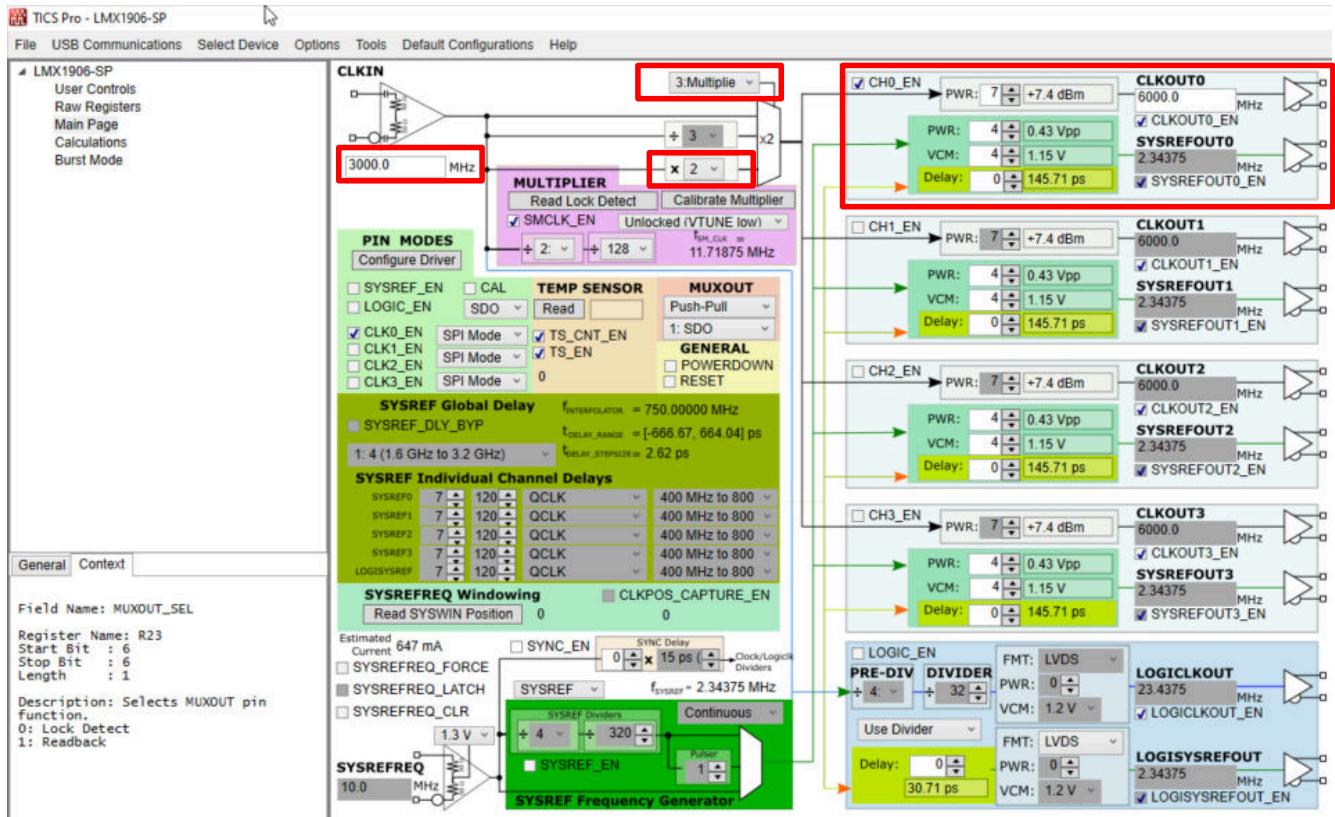 TICS Pro - LMX1906-SP
File USB Communications Select Device Options Tools Default Configurations Help
LMX1906-SP
User Controls
Raw Registers
Main Page
Calculations
Burst Mode
General Context
Field Name: MUXOUT_SEL
Register Name: R23
Start Bit : 6
Stop Bit : 6
Length : 1
Description: Selects MUXOUT pin
function.
0: Lock Detect
1: Readback
CLKIN
3000.0 MHz
3:Multiplie
÷ 3
x 2
x2
MULTIPLIER
Read Lock Detect Calibrate Multiplier
SMCLK_EN Unlocked (VTUNE low)
÷ 2: ÷ 128 fSM_CLK = 11.71875 MHz
PIN MODES
Configure Driver
SYSREF_EN CAL
LOGIC_EN SDO
CLK0_EN SPI Mode
CLK1_EN
SPI Mode
CLK2_EN
CLK3_EN SPI Mode
TEMP SENSOR
Read
TS_CNT_EN
TS_EN
0
MUXOUT
Push-Pull
1: SDO
GENERAL
POWERDOWN
RESET
SYSREF Global Delay
SYSREF_DLY_BYP
1: 4 (1.6 GHz to 3.2 GHz)
fINTERPOLATOR = 750.00000 MHz
tDELAY_RANGE = [-666.67, 664.04] ps
tDELAY_STEPSIZE = 2.62 ps
SYSREF Individual Channel Delays
SYSREF0 7 120 QCLK 400 MHz to 800
SYSREF1 7 120 QCLK 400 MHz to 800
SYSREF2 7 120 QCLK 400 MHz to 800
SYSREF3 7 120 QCLK 400 MHz to 800
LOGISYSREF 7 120 QCLK 400 MHz to 800
SYSREFREQ Windowing CLKPOS_CAPTURE_EN
Read SYSWIN Position 0 0
Estimated
Current 647 mA
SYNC_EN
SYNC Delay
0 x 15 ps (
Clock/Logiclk
Dividers
SYSREFREQ_FORCE
SYSREFREQ_LATCH
SYSREFREQ_CLR
SYSREF fSYSREF = 2.34375 MHz
1.3 V
SYSREF Dividers
÷ 4 ÷ 320
Continuous
Pulser
1
SYSREF_EN
SYSREFREQ
10.0 MHz
SYSREF Frequency Generator
CH0_EN PWR: 7 +7.4 dBm
CLKOUT0
6000.0 MHz
CLKOUT0_EN
PWR: 4 0.43 Vpp
VCM: 4 1.15 V
Delay: 0 145.71 ps
SYSREFOUT0
2.34375 MHz
SYSREFOUT0_EN
CH1_EN PWR: 7 +7.4 dBm
CLKOUT1
6000.0 MHz
CLKOUT1_EN
PWR: 4 0.43 Vpp
VCM: 4 1.15 V
Delay: 0 145.71 ps
SYSREFOUT1
2.34375 MHz
SYSREFOUT1_EN
CH2_EN PWR: 7 +7.4 dBm
CLKOUT2
6000.0 MHz
CLKOUT2_EN
PWR: 4 0.43 Vpp
VCM: 4 1.15 V
Delay: 0 145.71 ps
SYSREFOUT2
2.34375 MHz
SYSREFOUT2_EN
CH3_EN PWR: 7 +7.4 dBm
CLKOUT3
6000.0 MHz
CLKOUT3_EN
PWR: 4 0.43 Vpp
VCM: 4 1.15 V
Delay: 0 145.71 ps
SYSREFOUT3
2.34375 MHz
SYSREFOUT3_EN
LOGIC_EN
PRE-DIV DIVIDER
÷ 4: ÷ 32
Use Divider
FMT: LVDS
PWR: 0
VCM: 1.2 V
LOGICLKOUT
23.4375 MHz
LOGICLKOUT_EN
Delay: 0
30.71 ps
FMT: LVDS
PWR: 0
VCM: 1.2 V
LOGISYSREFOUT
2.34375 MHz
LOGISYSREFOUT_EN